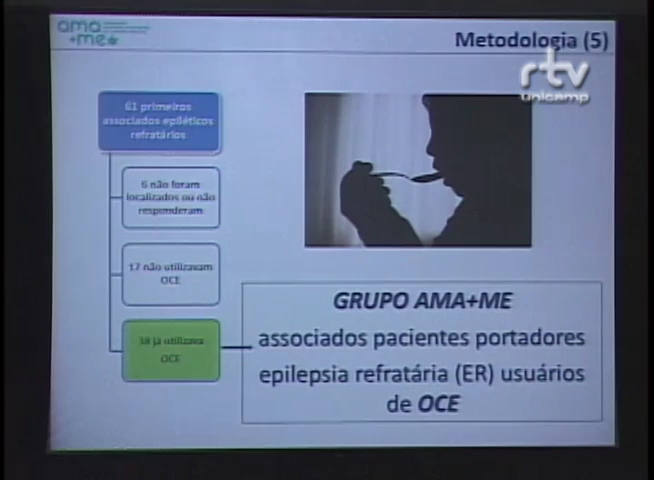 ama
+me
Metodologia (5)
rtv
unicamp
61 primeiros
associados epiléticos
refratários
6 não foram
localizados ou não
responderam
17 não utilizavam
OCE
38 já utilizava
OCE
GRUPO AMA+ME
associados pacientes portadores
epilepsia refratária (ER) usuários
de OCE